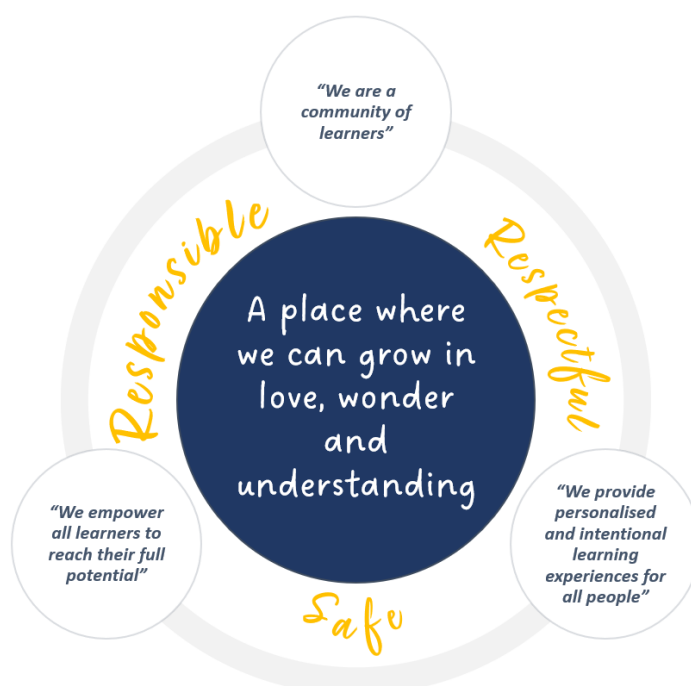 “We are a
community of
learners”
Responsible
Respectful
A place where
we can grow in
love, wonder
and
understanding
“We empower
all learners to
reach their full
potential”
“We provide
personalised
and intentional
learning
experiences for
all people”
Safe